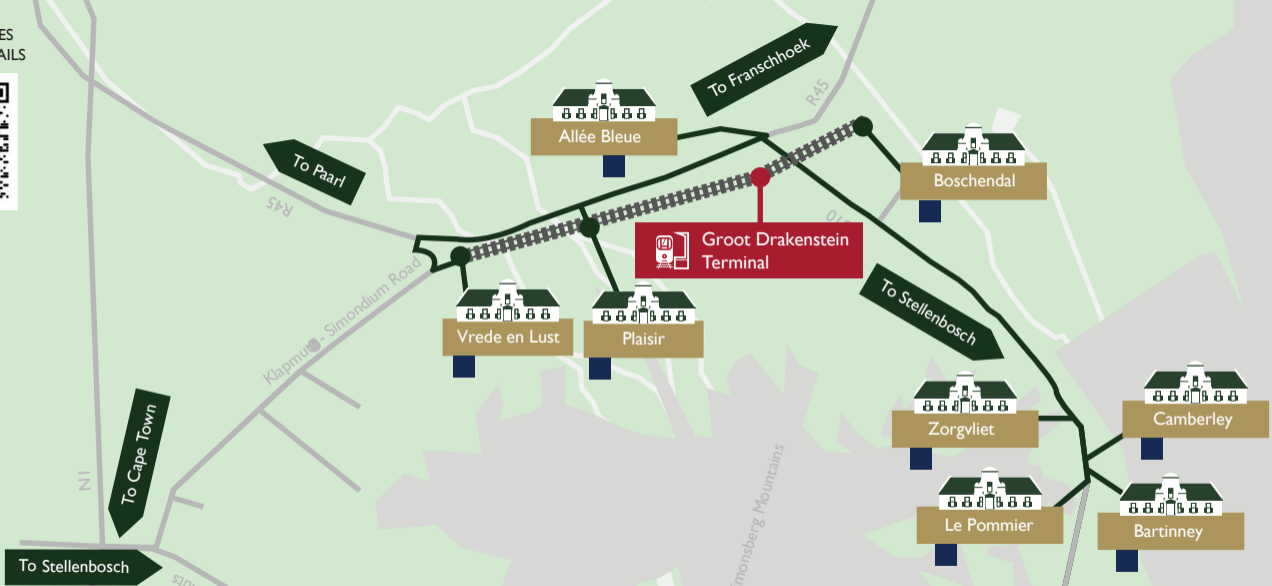 ES
AILS
To Franschhoek
R45
Allée Bleue
To Paarl
R45
Boschendal
Groot Drakenstein
Terminal
To Stellenbosch
Klapmuts - Simondium Road
Vrede en Lust
Plaisir
Zorgvliet
Camberley
To Cape Town
N1
Le Pommier
Bartinney
To Stellenbosch
Mountains